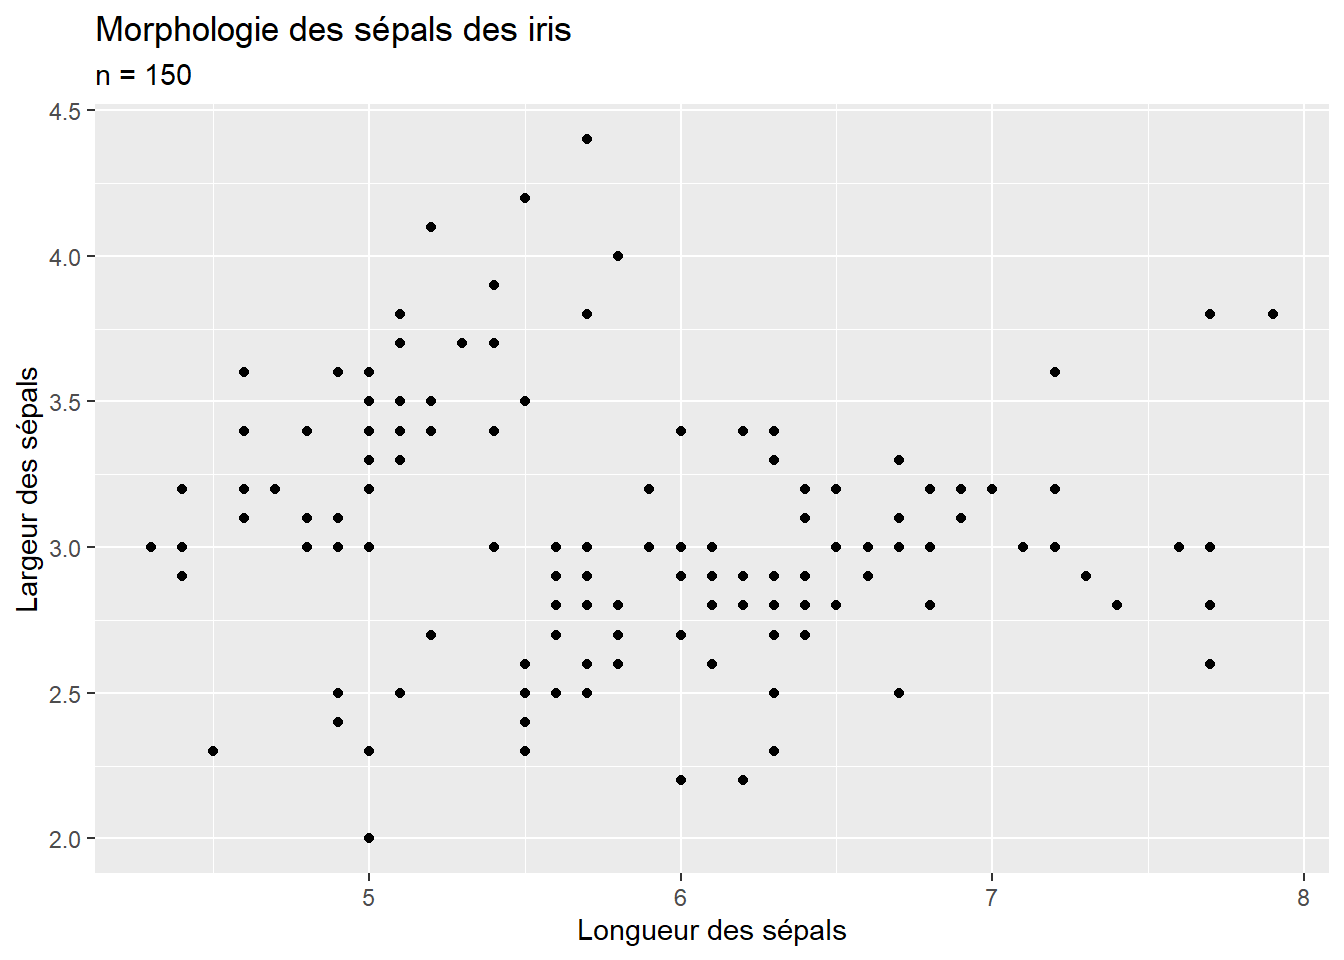 Morphologie des sépals des iris
n = 150
4.5
4.0
3.5
3.0
2.5
2.0
Largeur des sépals
5 6 7 8
Longueur des sépals